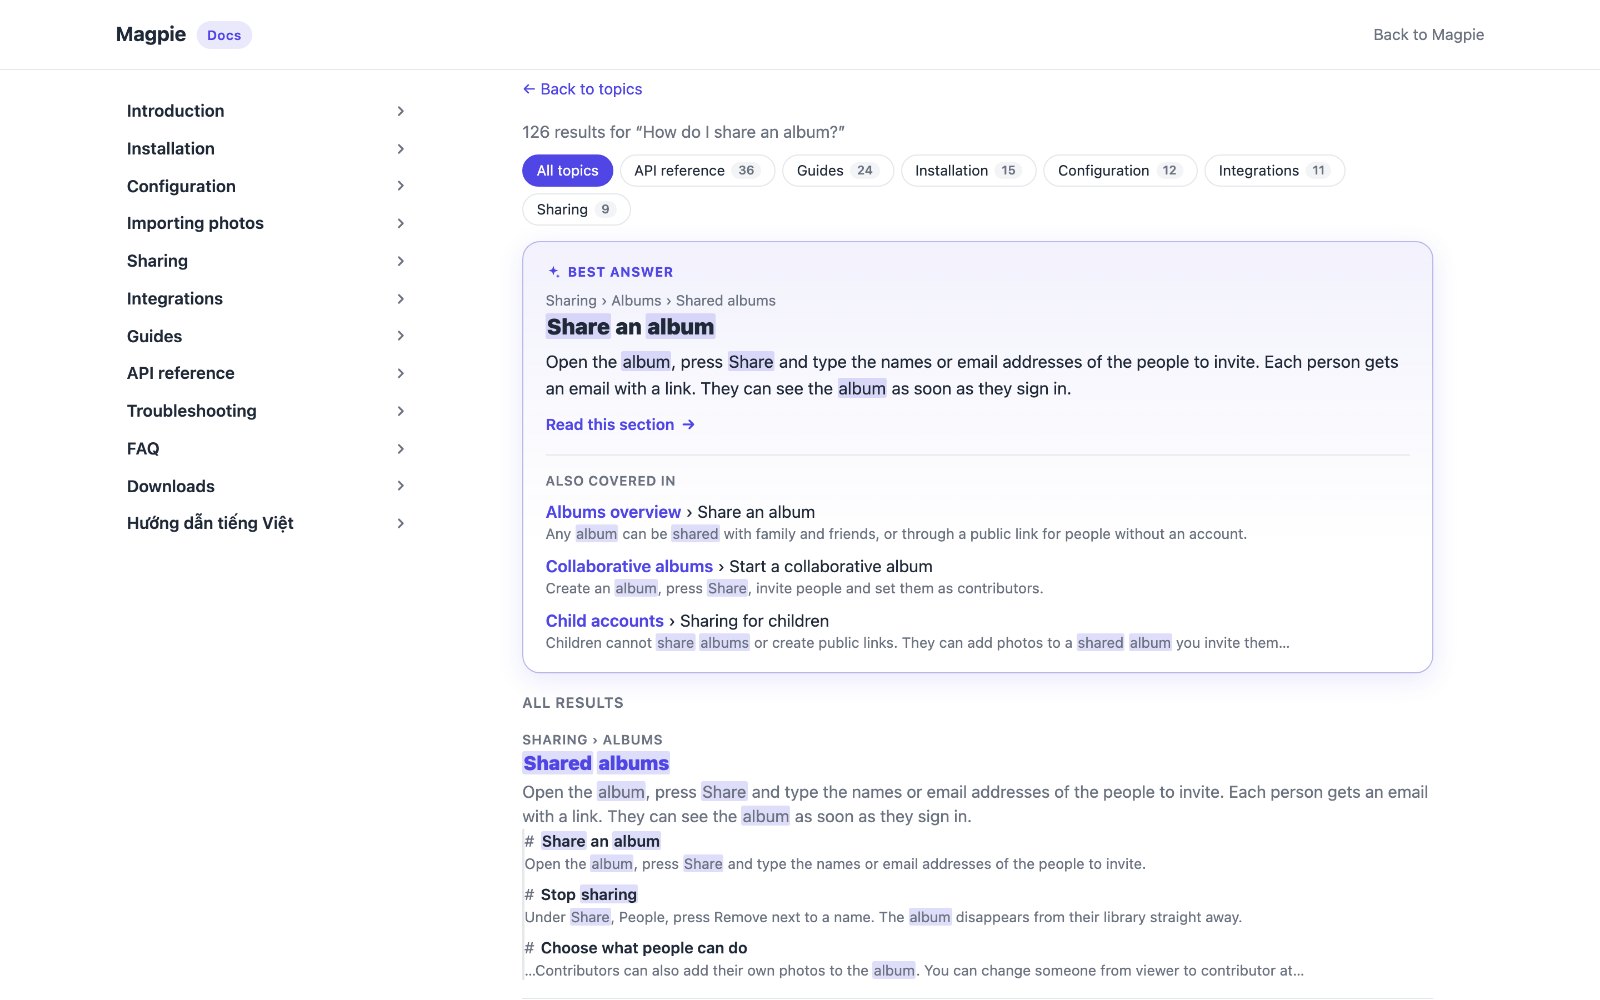 Magpie Docs
Back to Magpie
Introduction
Installation
Configuration
Importing photos
Sharing
Integrations
Guides
API reference
Troubleshooting
FAQ
Downloads
Hướng dẫn tiếng Việt
← Back to topics
126 results for “How do I share an album?”
All topics
API reference 36
Guides 24
Installation 15
Configuration 12
Integrations 11
Sharing 9
BEST ANSWER
Sharing › Albums › Shared albums
Share an album
Open the album, press Share and type the names or email addresses of the people to invite. Each person gets
an email with a link. They can see the album as soon as they sign in.
Read this section →
ALSO COVERED IN
Albums overview › Share an album
Any album can be shared with family and friends, or through a public link for people without an account.
Collaborative albums › Start a collaborative album
Create an album, press Share, invite people and set them as contributors.
Child accounts › Sharing for children
Children cannot share albums or create public links. They can add photos to a shared album you invite them...
ALL RESULTS
SHARING › ALBUMS
Shared albums
Open the album, press Share and type the names or email addresses of the people to invite. Each person gets an email
with a link. They can see the album as soon as they sign in.
# Share an album
Open the album, press Share and type the names or email addresses of the people to invite.
# Stop sharing
Under Share, People, press Remove next to a name. The album disappears from their library straight away.
# Choose what people can do
...Contributors can also add their own photos to the album. You can change someone from viewer to contributor at...